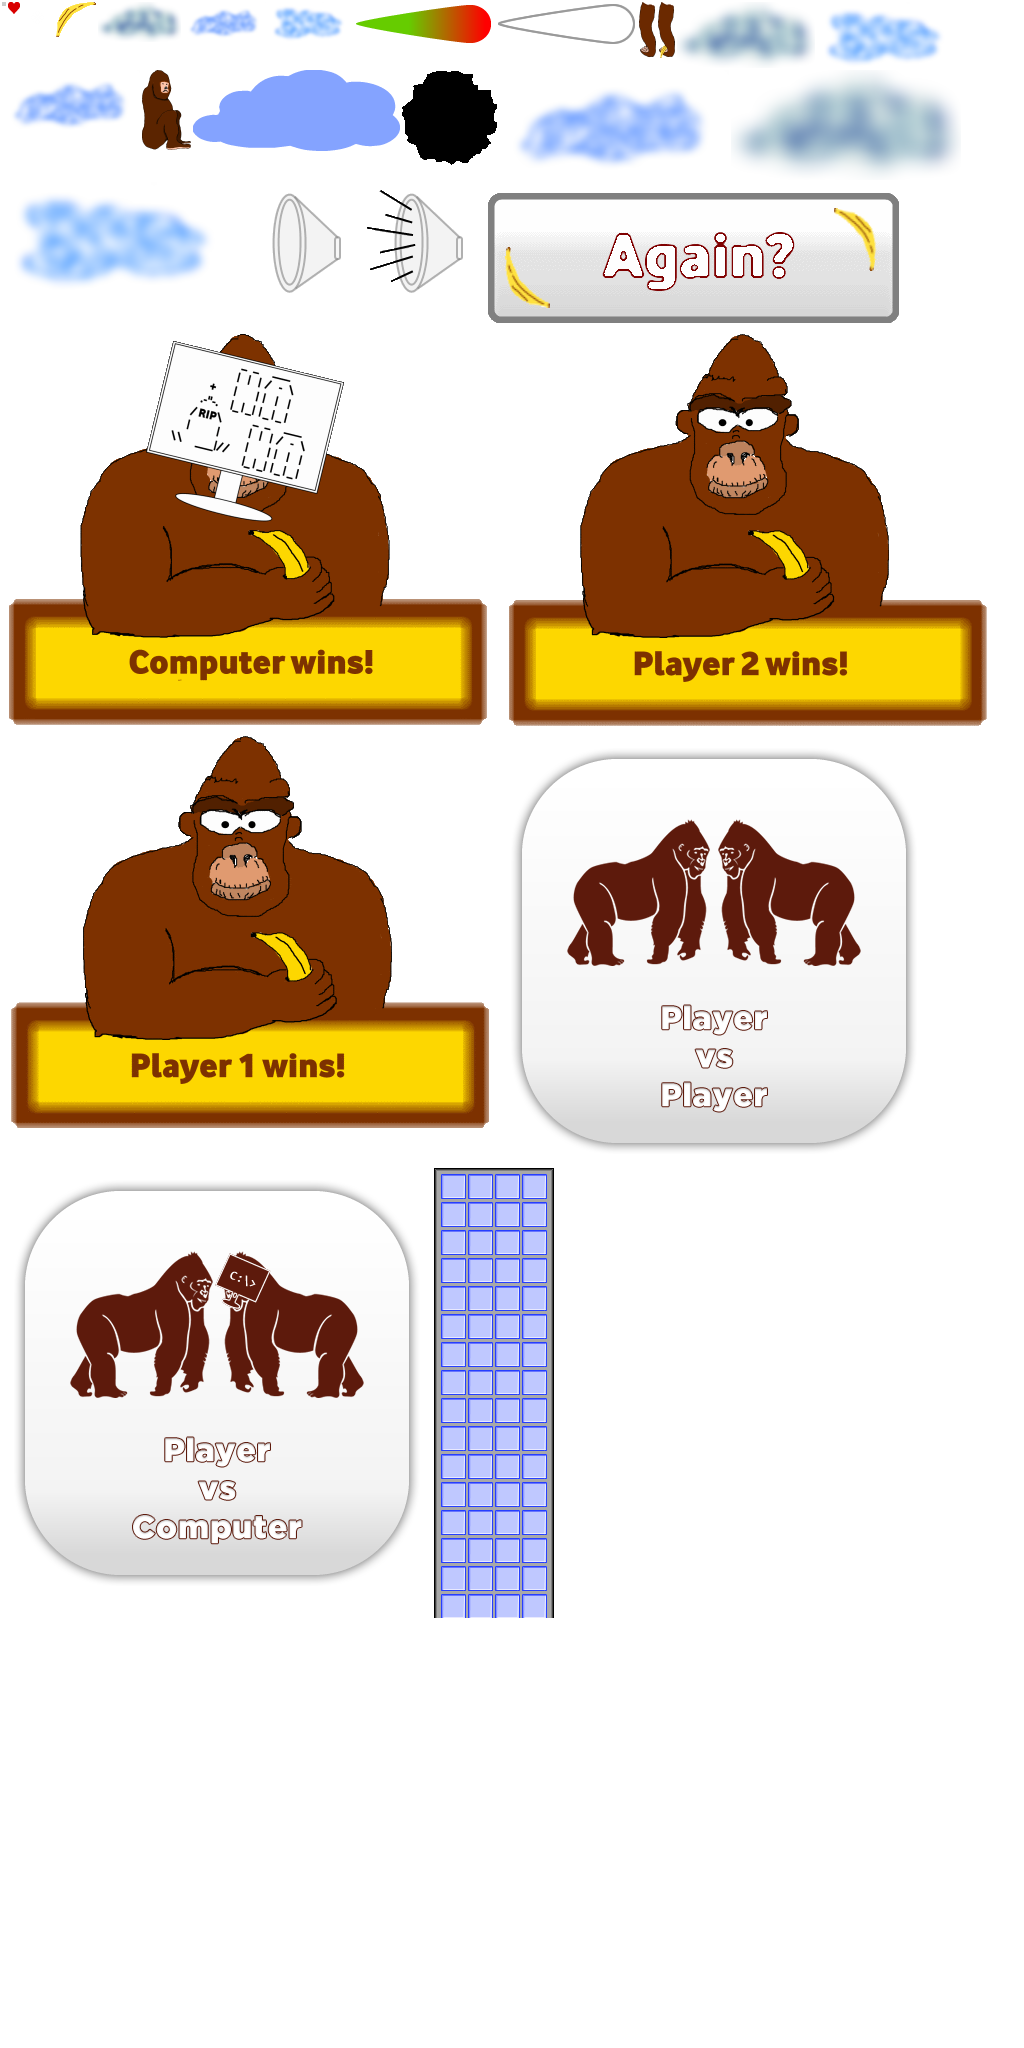 Again?
RIP
Computer wins!
Player 2 wins!
Player 1 wins!
Player
vs
Player
C:\>
Player
vs
Computer